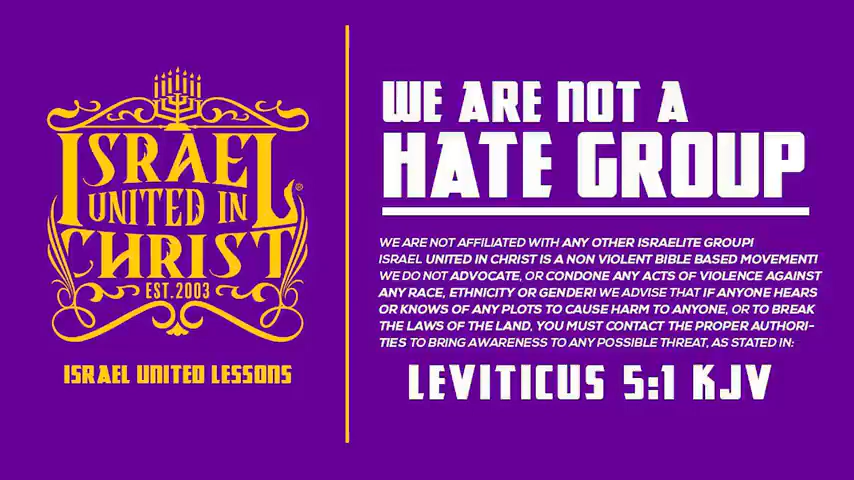 ISRAEL
UNITED IN
CHRIST®
EST.2003
ISRAEL UNITED LESSONS
WE ARE NOT A
HATE GROUP
WE ARE NOT AFFILIATED WITH ANY OTHER ISRAELITE GROUP!
ISRAEL UNITED IN CHRIST IS A NON VIOLENT BIBLE BASED MOVEMENT!
WE DO NOT ADVOCATE, OR CONDONE ANY ACTS OF VIOLENCE AGAINST
ANY RACE, ETHNICITY OR GENDER! WE ADVISE THAT IF ANYONE HEARS
OR KNOWS OF ANY PLOTS TO CAUSE HARM TO ANYONE, OR TO BREAK
THE LAWS OF THE LAND, YOU MUST CONTACT THE PROPER AUTHORI-
TIES TO BRING AWARENESS TO ANY POSSIBLE THREAT, AS STATED IN:
LEVITICUS 5:1 KJV